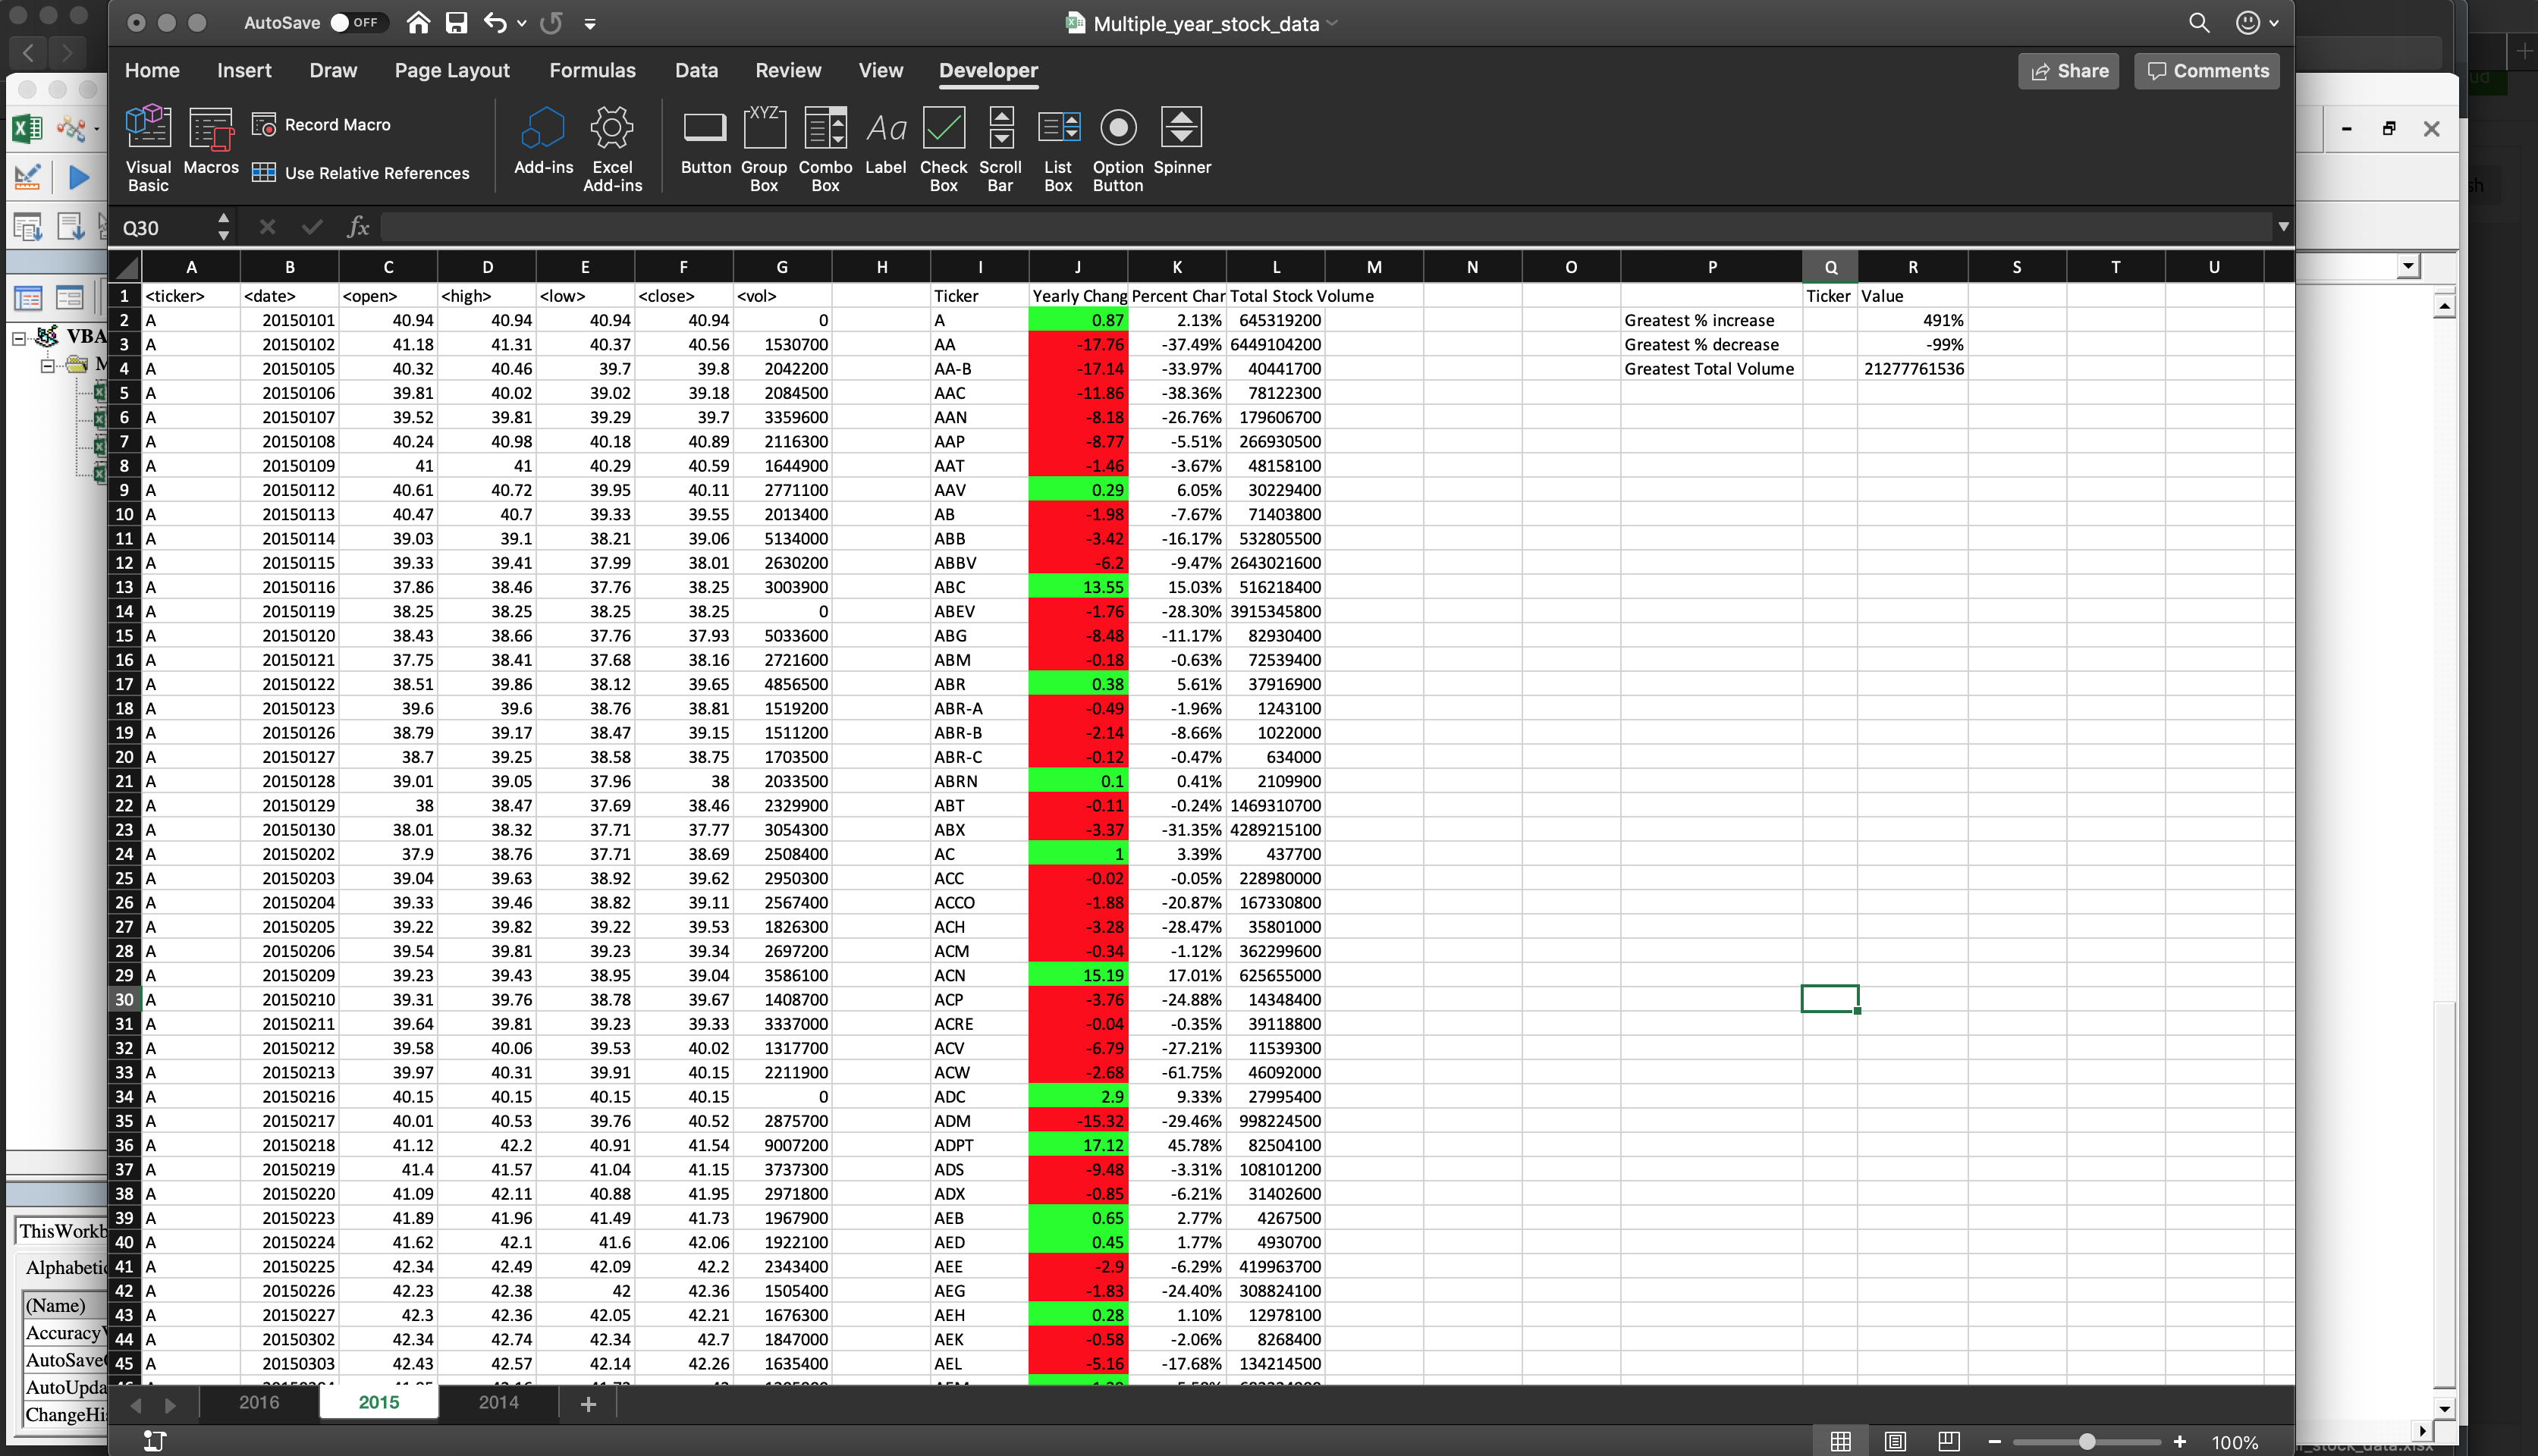 AutoSave OFF Multiple_year_stock_data
Home Insert Draw Page Layout Formulas Data Review View Developer Share Comments
Visual Basic Macros Record Macro Use Relative References Add-ins Excel Add-ins Button Group Box Combo Box Label Check Box Scroll Bar List Box Option Button Spinner
XYZ Aa
Q30 fx
A B C D E F G H I J K L M N O P Q R S T U
1 <ticker> <date> <open> <high> <low> <close> <vol> Ticker Yearly Chang Percent Char Total Stock Volume Ticker Value
2 A 20150101 40.94 40.94 40.94 40.94 0 A 0.87 2.13% 645319200 Greatest % increase 491%
3 A 20150102 41.18 41.31 40.37 40.56 1530700 AA -17.76 -37.49% 6449104200 Greatest % decrease -99%
4 A 20150105 40.32 40.46 39.7 39.8 2042200 AA-B -17.14 -33.97% 40441700 Greatest Total Volume 21277761536
5 A 20150106 39.81 40.02 39.02 39.18 2084500 AAC -11.86 -38.36% 78122300
6 A 20150107 39.52 39.81 39.29 39.7 3359600 AAN -8.18 -26.76% 179606700
7 A 20150108 40.24 40.98 40.18 40.89 2116300 AAP -8.77 -5.51% 266930500
8 A 20150109 41 41 40.29 40.59 1644900 AAT -1.46 -3.67% 48158100
9 A 20150112 40.61 40.72 39.95 40.11 2771100 AAV 0.29 6.05% 30229400
10 A 20150113 40.47 40.7 39.33 39.55 2013400 AB -1.98 -7.67% 71403800
11 A 20150114 39.03 39.1 38.21 39.06 5134000 ABB -3.42 -16.17% 532805500
12 A 20150115 39.33 39.41 37.99 38.01 2630200 ABBV -6.2 -9.47% 2643021600
13 A 20150116 37.86 38.46 37.76 38.25 3003900 ABC 13.55 15.03% 516218400
14 A 20150119 38.25 38.25 38.25 38.25 0 ABEV -1.76 -28.30% 3915345800
15 A 20150120 38.43 38.66 37.76 37.93 5033600 ABG -8.48 -11.17% 82930400
16 A 20150121 37.75 38.41 37.68 38.16 2721600 ABM -0.18 -0.63% 72539400
17 A 20150122 38.51 39.86 38.12 39.65 4856500 ABR 0.38 5.61% 37916900
18 A 20150123 39.6 39.6 38.76 38.81 1519200 ABR-A -0.49 -1.96% 1243100
19 A 20150126 38.79 39.17 38.47 39.15 1511200 ABR-B -2.14 -8.66% 1022000
20 A 20150127 38.7 39.25 38.58 38.75 1703500 ABR-C -0.12 -0.47% 634000
21 A 20150128 39.01 39.05 37.96 38 2033500 ABRN 0.1 0.41% 2109900
22 A 20150129 38 38.47 37.69 38.46 2329900 ABT -0.11 -0.24% 1469310700
23 A 20150130 38.01 38.32 37.71 37.77 3054300 ABX -3.37 -31.35% 4289215100
24 A 20150202 37.9 38.76 37.71 38.69 2508400 AC 1 3.39% 437700
25 A 20150203 39.04 39.63 38.92 39.62 2950300 ACC -0.02 -0.05% 228980000
26 A 20150204 39.33 39.46 38.82 39.11 2567400 ACCO -1.88 -20.87% 167330800
27 A 20150205 39.22 39.82 39.22 39.53 1826300 ACH -3.28 -28.47% 35801000
28 A 20150206 39.54 39.81 39.23 39.34 2697200 ACM -0.34 -1.12% 362299600
29 A 20150209 39.23 39.43 38.95 39.04 3586100 ACN 15.19 17.01% 625655000
30 A 20150210 39.31 39.76 38.78 39.67 1408700 ACP -3.76 -24.88% 14348400
31 A 20150211 39.64 39.81 39.23 39.33 3337000 ACRE -0.04 -0.35% 39118800
32 A 20150212 39.58 40.06 39.53 40.02 1317700 ACV -6.79 -27.21% 11539300
33 A 20150213 39.97 40.31 39.91 40.15 2211900 ACW -2.68 -61.75% 46092000
34 A 20150216 40.15 40.15 40.15 40.15 0 ADC 2.9 9.33% 27995400
35 A 20150217 40.01 40.53 39.76 40.52 2875700 ADM -15.32 -29.46% 998224500
36 A 20150218 41.12 42.2 40.91 41.54 9007200 ADPT 17.12 45.78% 82504100
37 A 20150219 41.4 41.57 41.04 41.15 3737300 ADS -9.48 -3.31% 108101200
38 A 20150220 41.09 42.11 40.88 41.95 2971800 ADX -0.85 -6.21% 31402600
39 A 20150223 41.89 41.96 41.49 41.73 1967900 AEB 0.65 2.77% 4267500
40 A 20150224 41.62 42.1 41.6 42.06 1922100 AED 0.45 1.77% 4930700
41 A 20150225 42.34 42.49 42.09 42.2 2343400 AEE -2.9 -6.29% 419963700
42 A 20150226 42.23 42.38 42 42.36 1505400 AEG -1.83 -24.40% 308824100
43 A 20150227 42.3 42.36 42.05 42.21 1676300 AEH 0.28 1.10% 12978100
44 A 20150302 42.34 42.74 42.34 42.7 1847000 AEK -0.58 -2.06% 8268400
45 A 20150303 42.43 42.57 42.14 42.26 1635400 AEL -5.16 -17.68% 134214500
2016 2015 2014
100%
VBA
M
ThisWorkb
Alphabetic
(Name)
AccuracyV
AutoSave
AutoUpda
ChangeHi